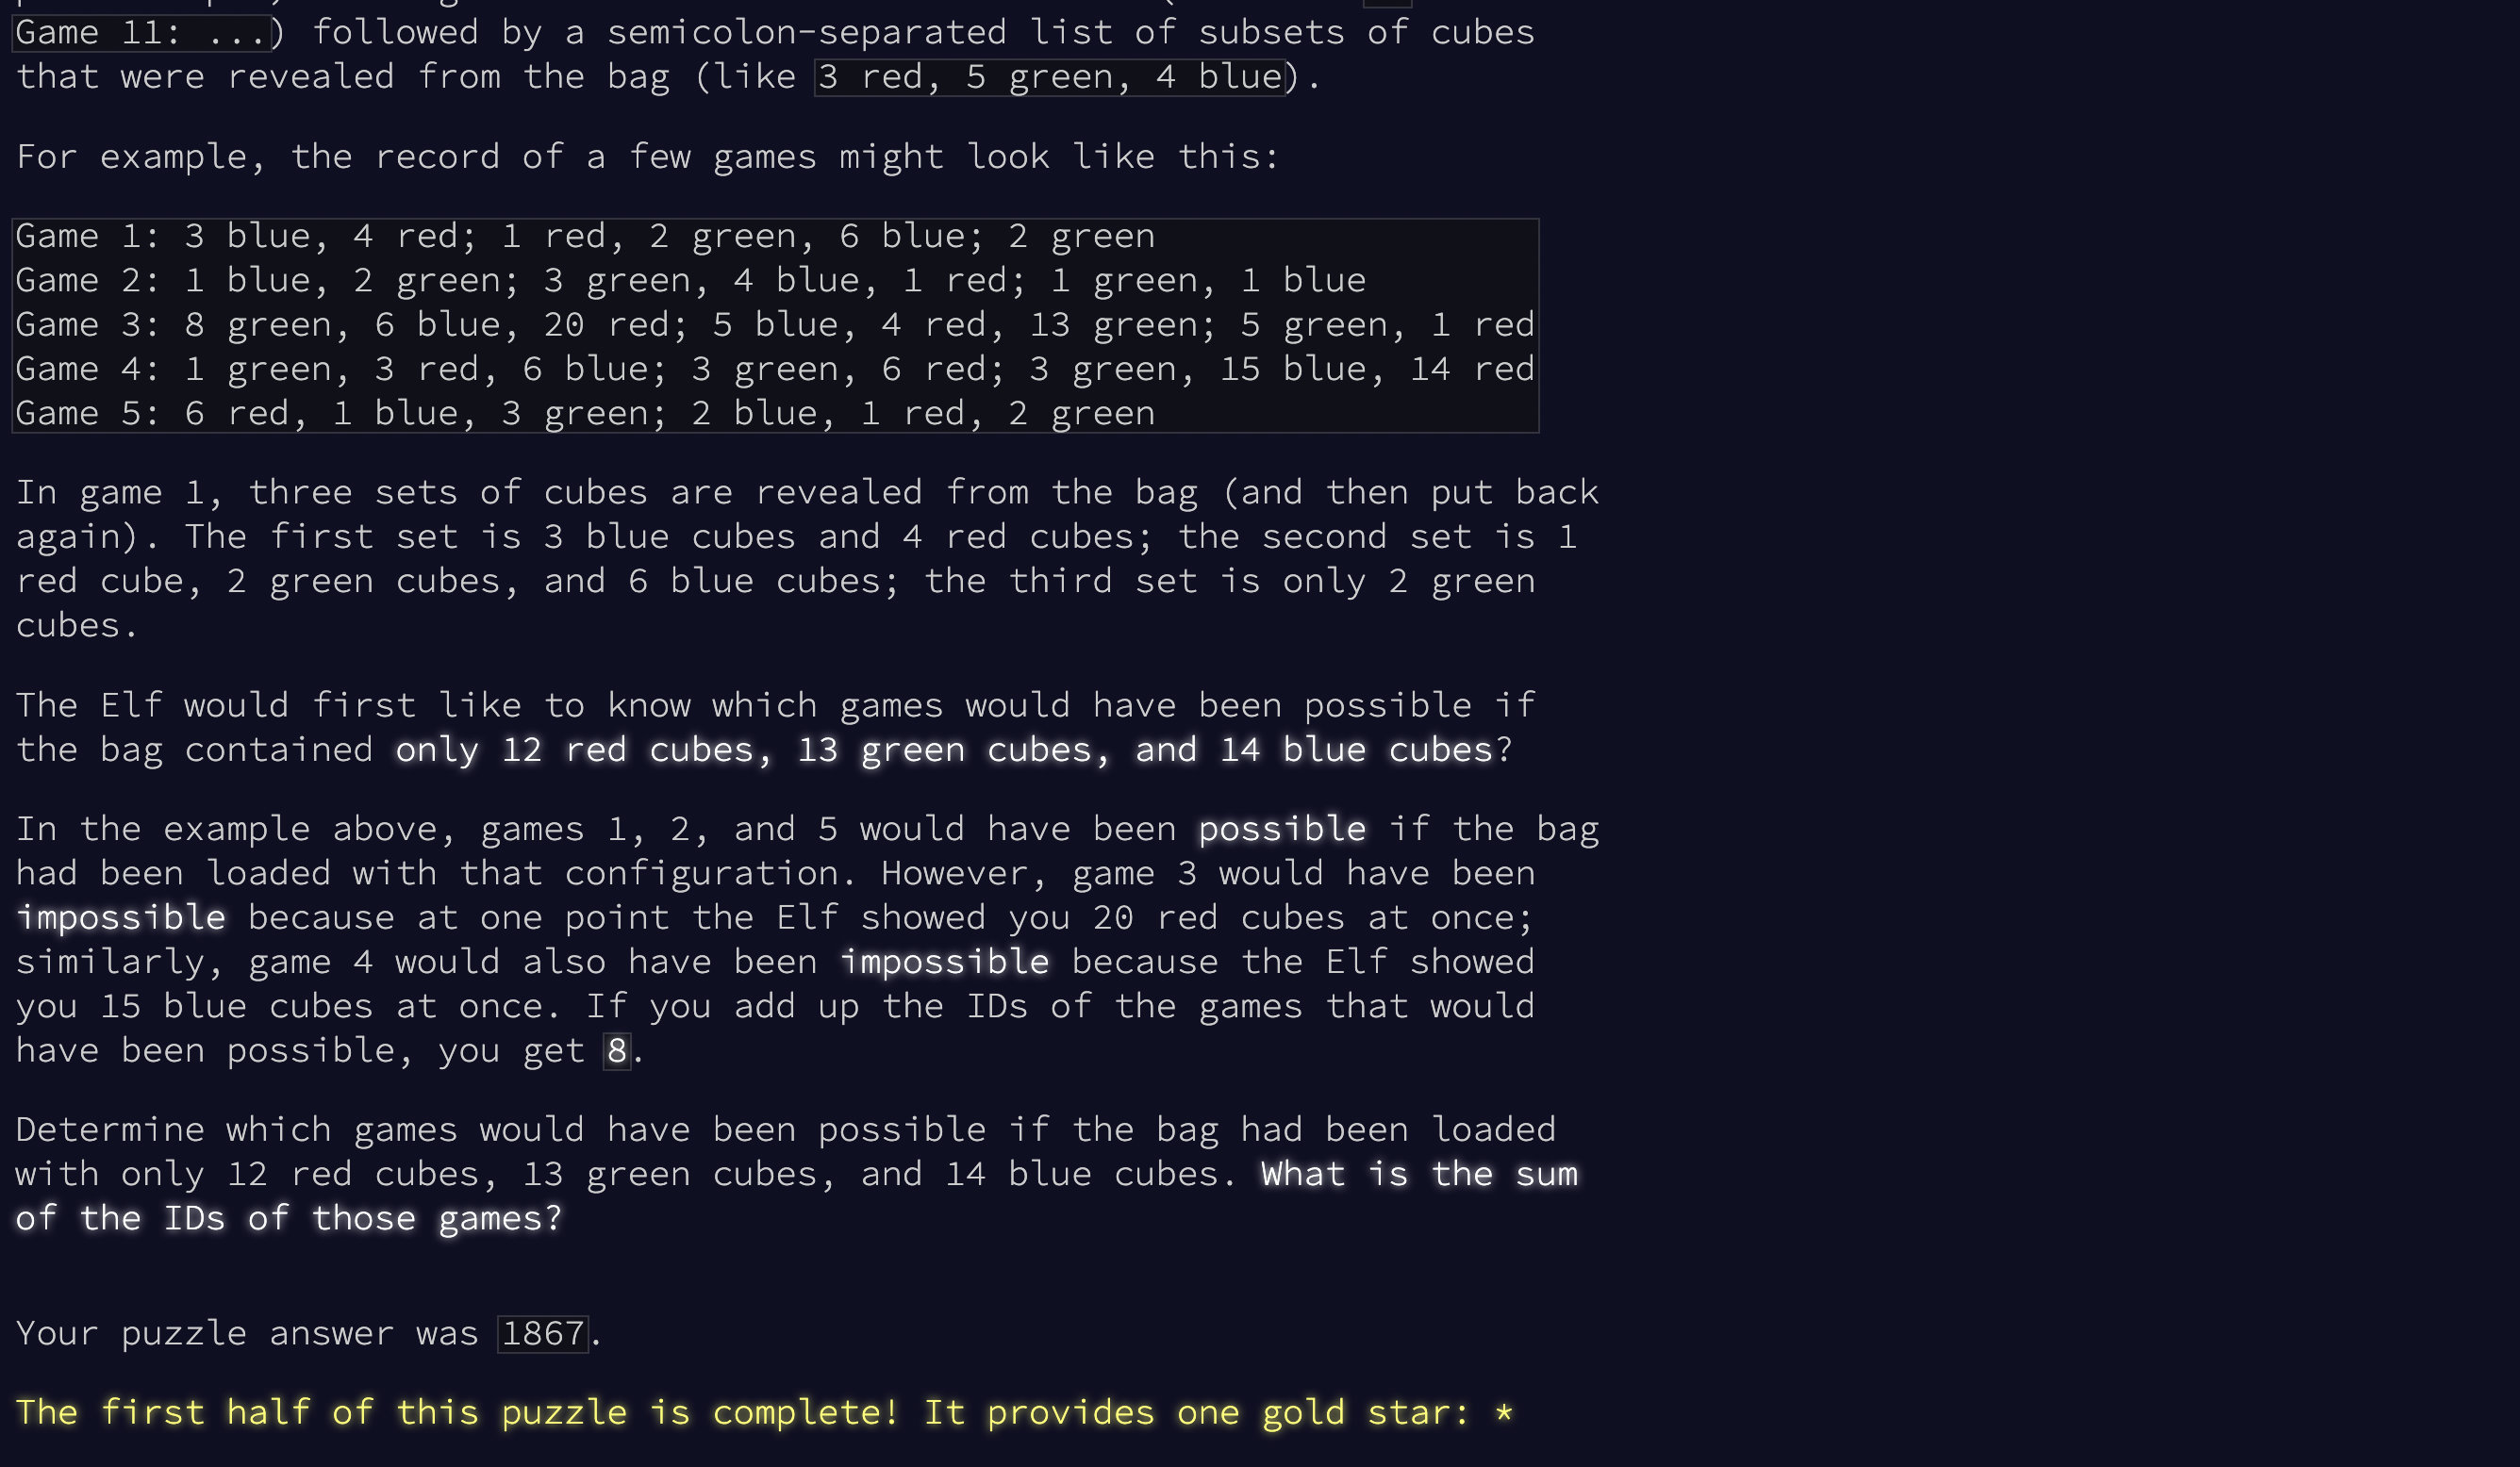 Game 11: ...) followed by a semicolon-separated list of subsets of cubes
that were revealed from the bag (like 3 red, 5 green, 4 blue).
For example, the record of a few games might look like this:
Game 1: 3 blue, 4 red; 1 red, 2 green, 6 blue; 2 green
Game 2: 1 blue, 2 green; 3 green, 4 blue, 1 red; 1 green, 1 blue
Game 3: 8 green, 6 blue, 20 red; 5 blue, 4 red, 13 green; 5 green, 1 red
Game 4: 1 green, 3 red, 6 blue; 3 green, 6 red; 3 green, 15 blue, 14 red
Game 5: 6 red, 1 blue, 3 green; 2 blue, 1 red, 2 green
In game 1, three sets of cubes are revealed from the bag (and then put back
again). The first set is 3 blue cubes and 4 red cubes; the second set is 1
red cube, 2 green cubes, and 6 blue cubes; the third set is only 2 green
cubes.
The Elf would first like to know which games would have been possible if
the bag contained only 12 red cubes, 13 green cubes, and 14 blue cubes?
In the example above, games 1, 2, and 5 would have been possible if the bag
had been loaded with that configuration. However, game 3 would have been
impossible because at one point the Elf showed you 20 red cubes at once;
similarly, game 4 would also have been impossible because the Elf showed
you 15 blue cubes at once. If you add up the IDs of the games that would
have been possible, you get 8.
Determine which games would have been possible if the bag had been loaded
with only 12 red cubes, 13 green cubes, and 14 blue cubes. What is the sum
of the IDs of those games?
Your puzzle answer was 1867.
The first half of this puzzle is complete! It provides one gold star: *